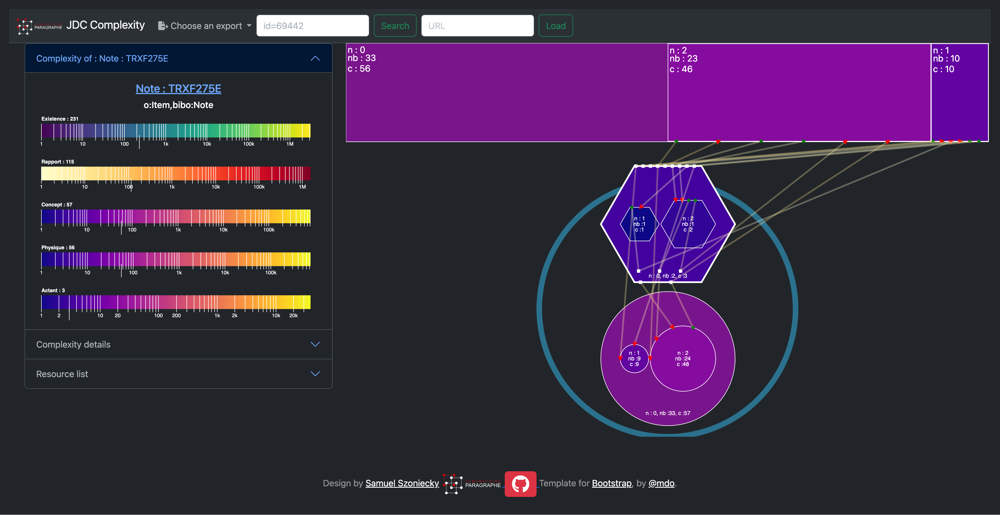 LABORATOIRE
PARAGRAPHE
JDC Complexity
Choose an export
id=69442
Search
URL
Load
Complexity of : Note : TRXF275E
Note : TRXF275E
o:Item,bibo:Note
Existence : 231
1 10 100 1k 10k 100k 1M
Rapport : 115
1 10 100 1k 10k 100k 1M
Concept : 57
1 10 100 1k 10k 100k
Physique : 56
1 10 100 1k 10k 100k
Actant : 3
1 2 10 20 100 200 1k 2k 10k 20k
Complexity details
Resource list
n : 0
nb : 33
c : 56
n : 2
nb : 23
c : 46
n : 1
nb : 10
c : 10
n : 1
nb :1
c :1
n : 2
nb :1
c :2
n : 0, nb :2, c :3
n : 1
nb :9
c :9
n : 2
nb :24
c :48
n : 0, nb :33, c :57
Design by Samuel Szoniecky
LABORATOIRE
PARAGRAPHE
Template for Bootstrap, by @mdo.